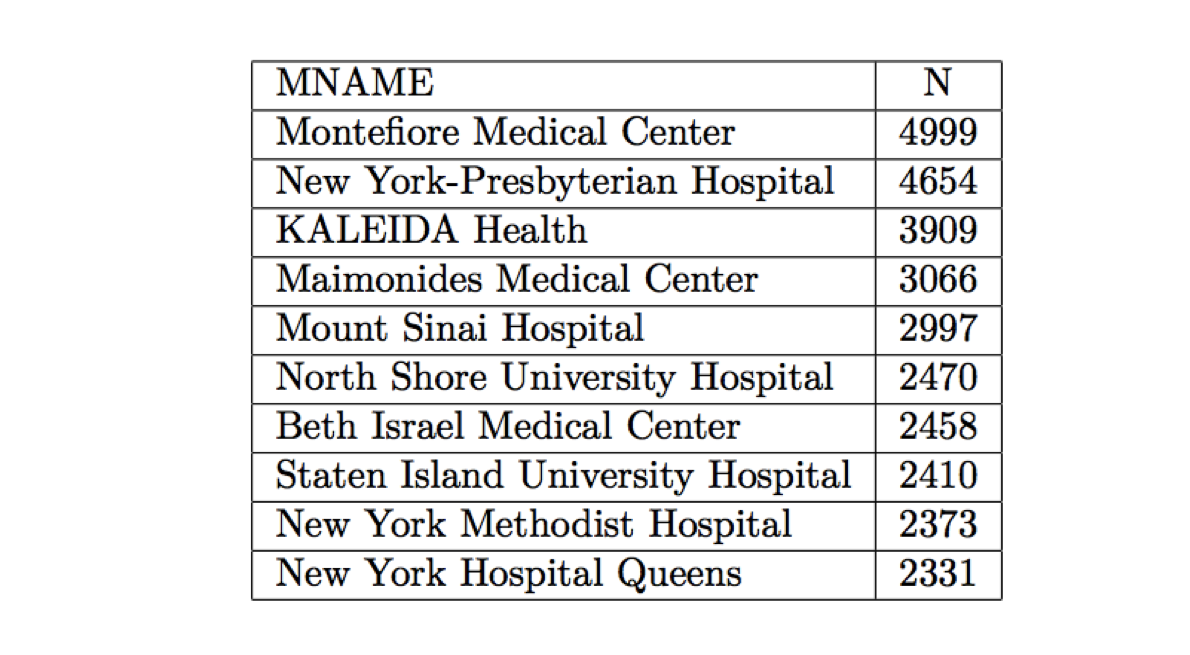 MNAME N
Montefiore Medical Center 4999
New York-Presbyterian Hospital 4654
KALEIDA Health 3909
Maimonides Medical Center 3066
Mount Sinai Hospital 2997
North Shore University Hospital 2470
Beth Israel Medical Center 2458
Staten Island University Hospital 2410
New York Methodist Hospital 2373
New York Hospital Queens 2331